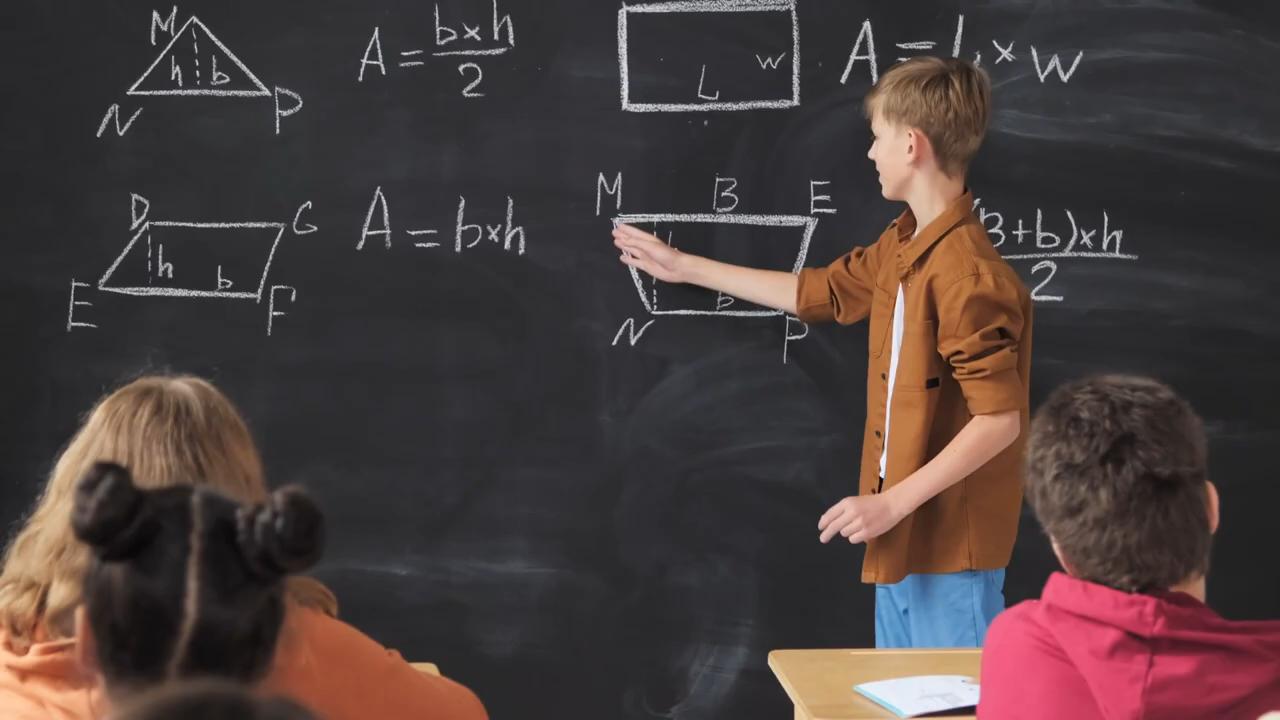 M
h b
N P
A = b×h
2
w
L
A = L × W
D G
h b
E F
A = b×h
M B E
b
N P
B+b)×h
2